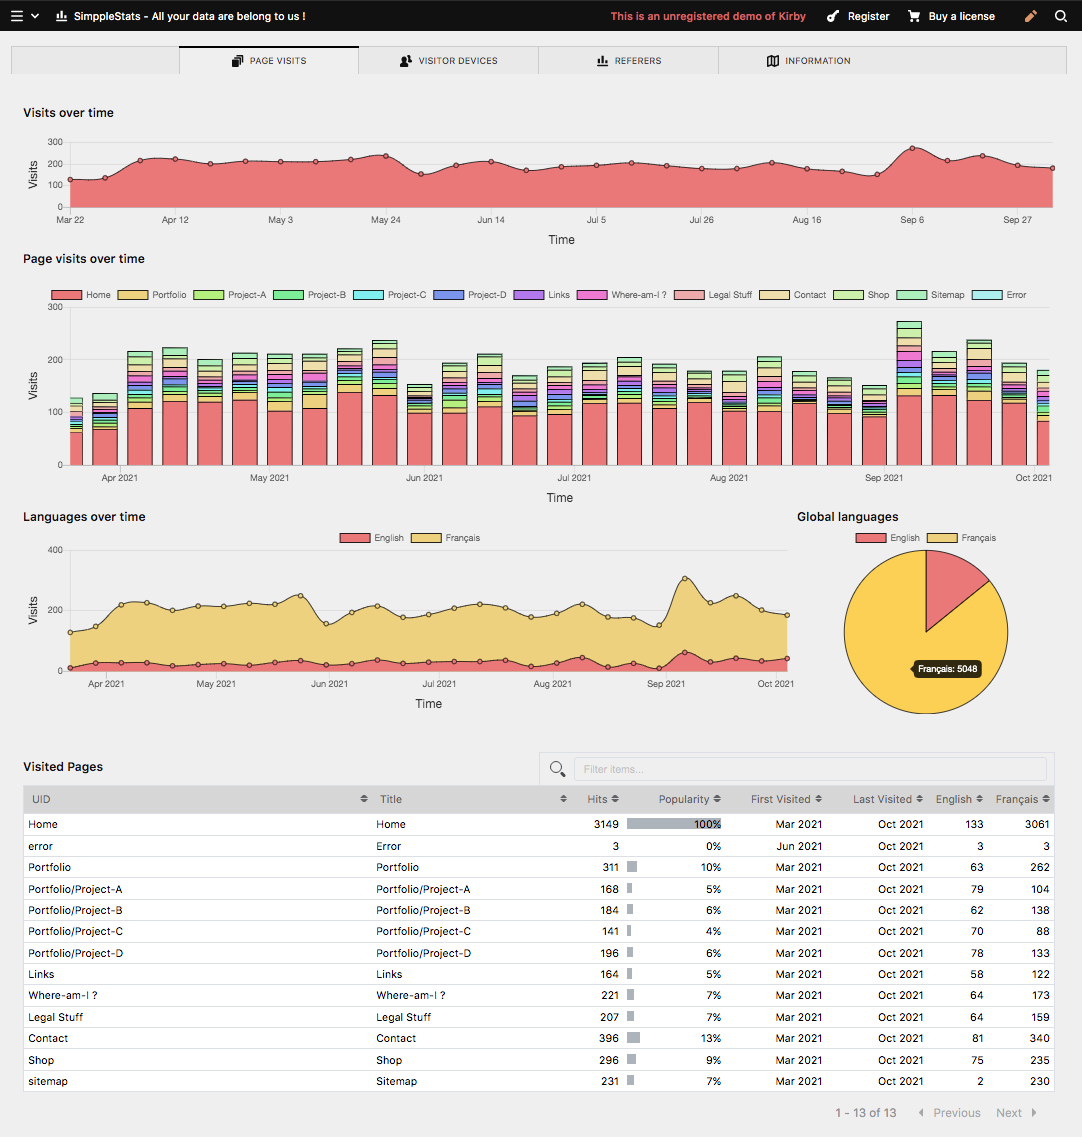 SimppleStats - All your data are belong to us ! This is an unregistered demo of Kirby Register Buy a license
PAGE VISITS VISITOR DEVICES REFERERS INFORMATION
Visits over time
300
200
100
0
Visits
Mar 22 Apr 12 May 3 May 24 Jun 14 Jul 5 Jul 26 Aug 16 Sep 6 Sep 27
Time
Page visits over time
Home Portfolio Project-A Project-B Project-C Project-D Links Where-am-I ? Legal Stuff Contact Shop Sitemap Error
300
200
100
0
Visits
Apr 2021 May 2021 Jun 2021 Jul 2021 Aug 2021 Sep 2021 Oct 2021
Time
Languages over time
English Français
400
200
0
Visits
Apr 2021 May 2021 Jun 2021 Jul 2021 Aug 2021 Sep 2021 Oct 2021
Time
Global languages
English Français
Français: 5048
Visited Pages
Filter items...
UID Title Hits Popularity First Visited Last Visited English Français
Home Home 3149 100% Mar 2021 Oct 2021 133 3061
error Error 3 0% Jun 2021 Oct 2021 3 3
Portfolio Portfolio 311 10% Mar 2021 Oct 2021 63 262
Portfolio/Project-A Portfolio/Project-A 168 5% Mar 2021 Oct 2021 79 104
Portfolio/Project-B Portfolio/Project-B 184 6% Mar 2021 Oct 2021 62 138
Portfolio/Project-C Portfolio/Project-C 141 4% Mar 2021 Oct 2021 70 88
Portfolio/Project-D Portfolio/Project-D 196 6% Mar 2021 Oct 2021 78 133
Links Links 164 5% Mar 2021 Oct 2021 58 122
Where-am-I ? Where-am-I ? 221 7% Mar 2021 Oct 2021 64 173
Legal Stuff Legal Stuff 207 7% Mar 2021 Oct 2021 64 159
Contact Contact 396 13% Mar 2021 Oct 2021 81 340
Shop Shop 296 9% Mar 2021 Oct 2021 75 235
sitemap Sitemap 231 7% Mar 2021 Oct 2021 2 230
1 - 13 of 13 Previous Next